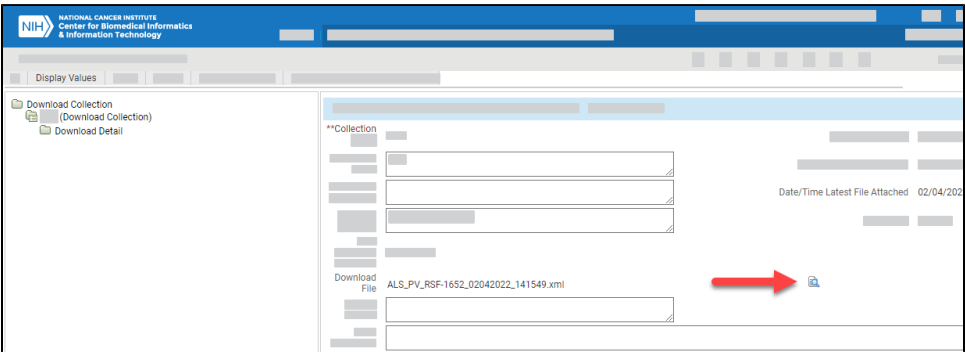 NIH
NATIONAL CANCER INSTITUTE
Center for Biomedical Informatics
& Information Technology
Display Values
Download Collection
(Download Collection)
Download Detail
**Collection
Date/Time Latest File Attached 02/04/202
Download
File ALS_PV_RSF-1652_02042022_141549.xml